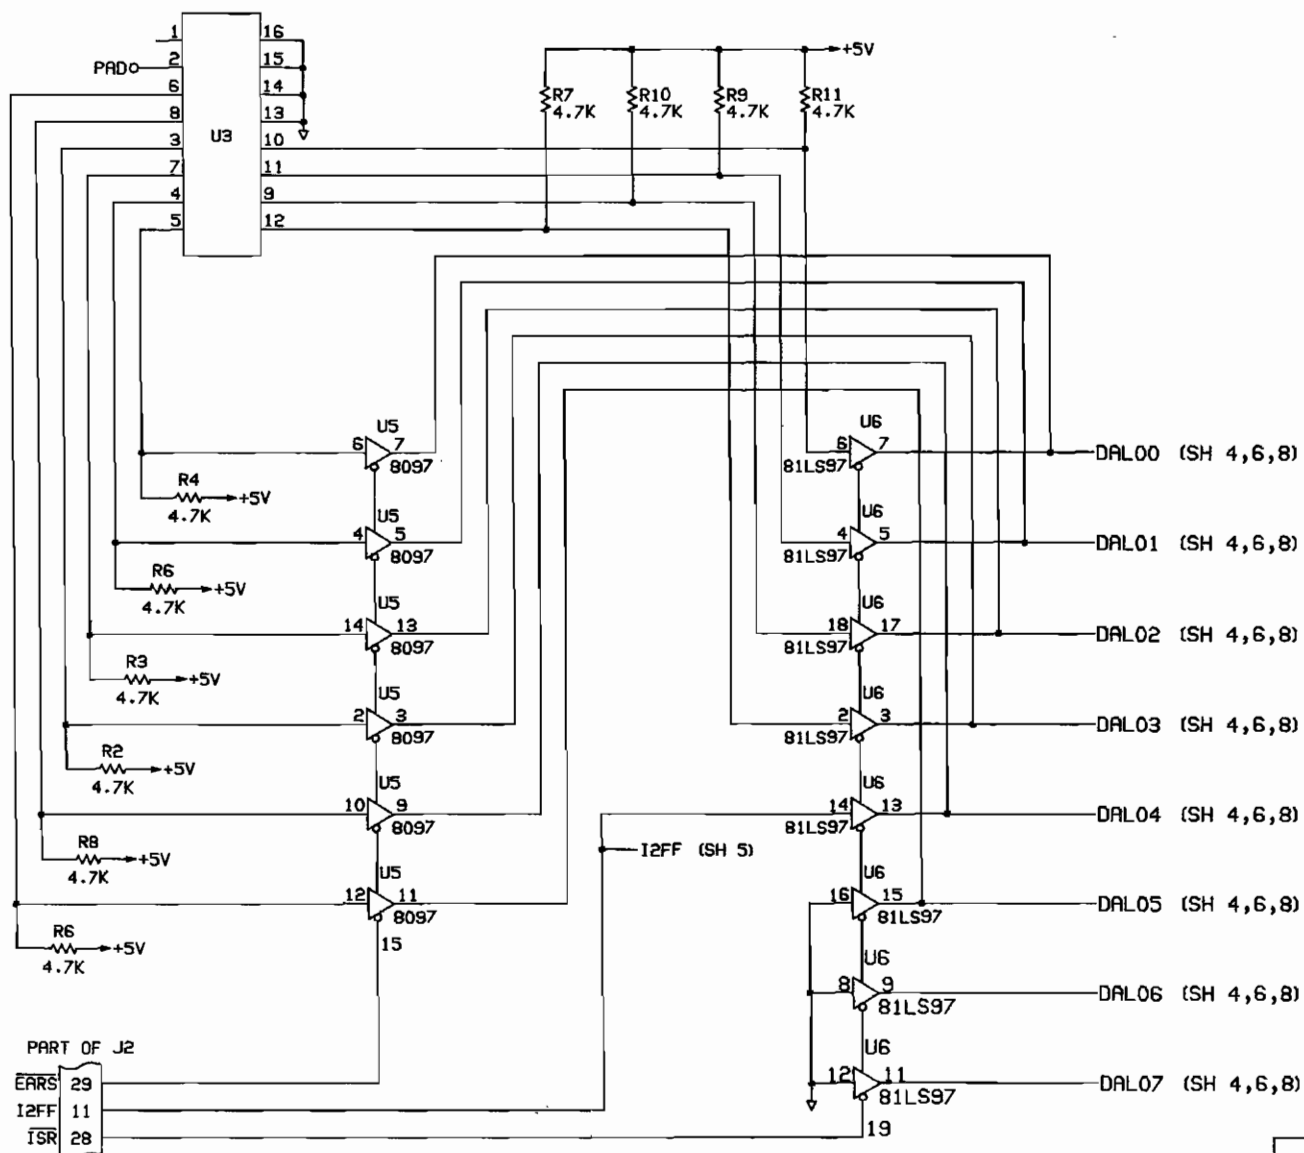 1 16
PAD 2 15
6 14
8 13
U3
3 10
7 11
4 9
5 12
+5V
R7 4.7K
R10 4.7K
R9 4.7K
R11 4.7K
U5 U6
6 7 8097 6 7 81LS97 DAL00 (SH 4,6,8)
R4 +5V
4.7K
U5 U6
4 5 8097 4 5 81LS97 DAL01 (SH 4,6,8)
R6 +5V
4.7K
U5 U6
14 13 8097 18 17 81LS97 DAL02 (SH 4,6,8)
R3 +5V
4.7K
U5 U6
2 3 8097 2 3 81LS97 DAL03 (SH 4,6,8)
R2 +5V
4.7K
U5 U6
10 9 8097 14 13 81LS97 DAL04 (SH 4,6,8)
I2FF (SH 5)
R8 +5V
4.7K
U5 U6
12 11 8097 16 15 81LS97 DAL05 (SH 4,6,8)
15
R6 +5V
4.7K
U6
8 9 81LS97 DAL06 (SH 4,6,8)
U6
12 11 81LS97 DAL07 (SH 4,6,8)
19
PART OF J2
EARS 29
I2FF 11
ISR 28